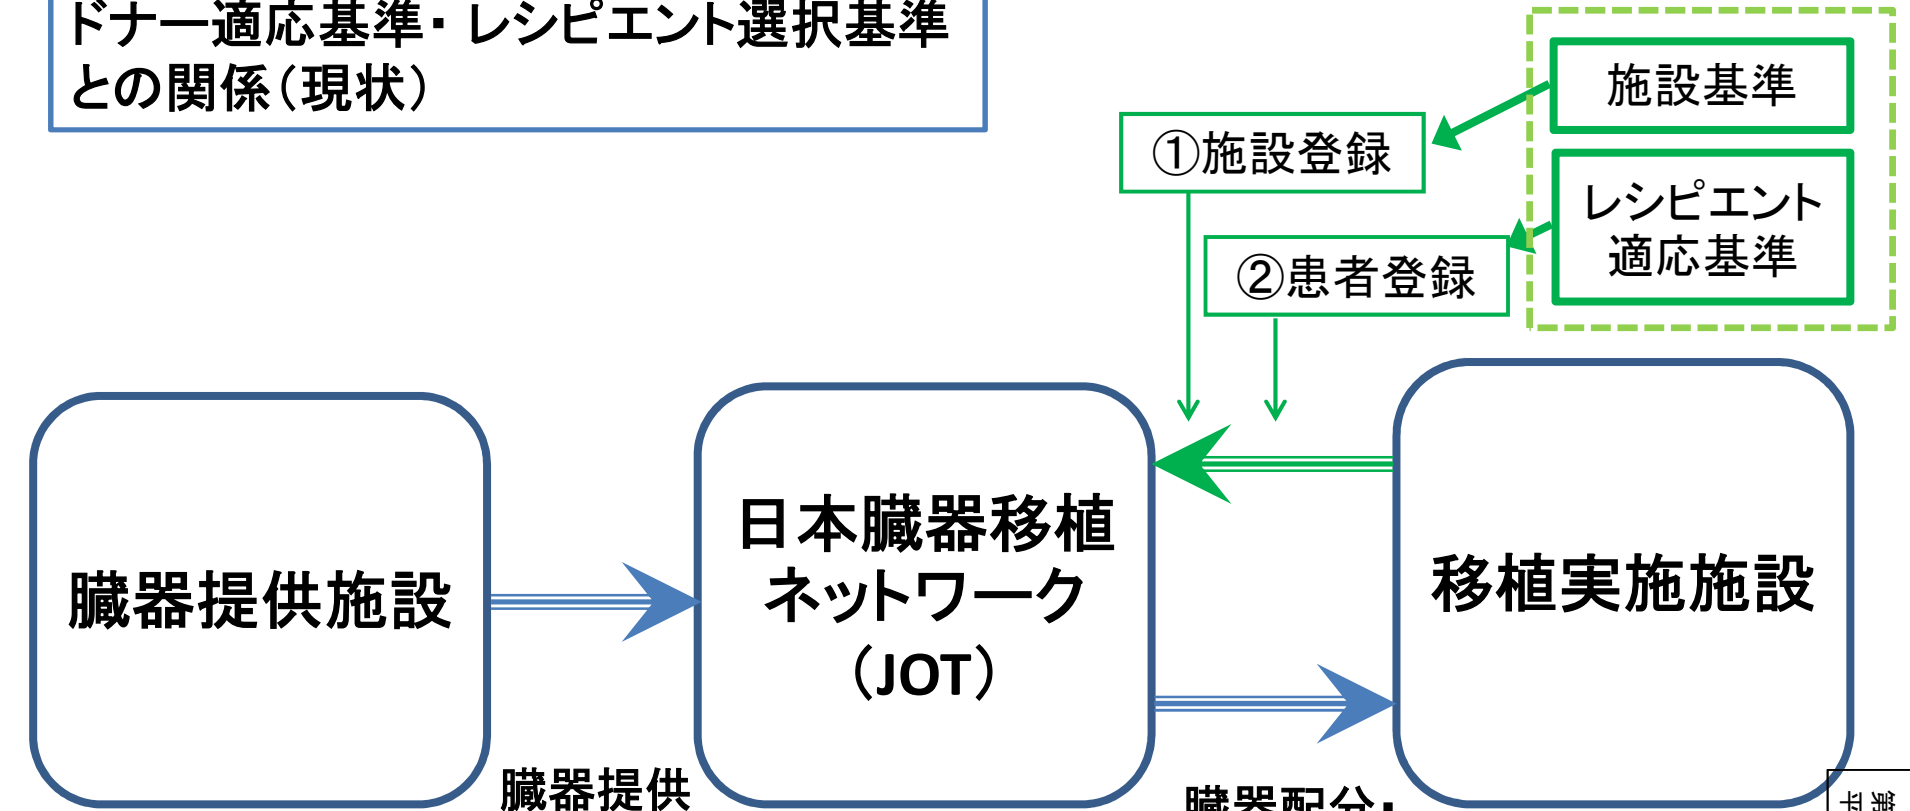 ドナー適応基準・レシピエント選択基準
との関係(現状)
施設基準
①施設登録
レシピエント
適応基準
②患者登録
臓器提供施設
日本臓器移植
ネットワーク
(JOT)
移植実施施設
臓器提供
臓器配分・
第
平